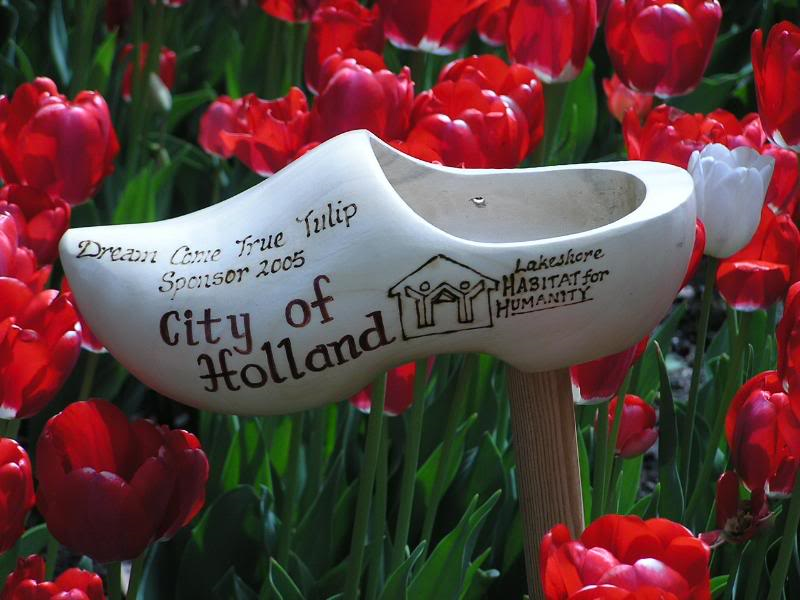 Dream Come True Tulip
Sponsor 2005
City of
Holland
Lakeshore
HABITAT for
HUMANITY